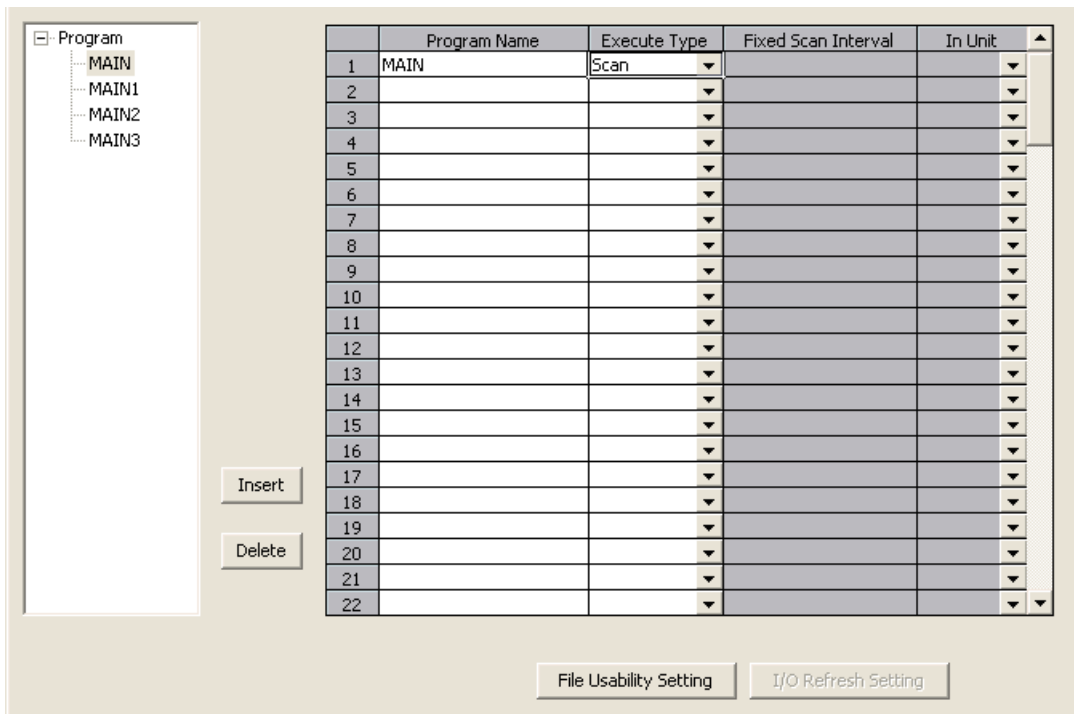 Program
MAIN
MAIN1
MAIN2
MAIN3
Program Name Execute Type Fixed Scan Interval In Unit
1 MAIN Scan
2
3
4
5
6
7
8
9
10
11
12
13
14
15
16
17
18
19
20
21
22
Insert
Delete
File Usability Setting I/O Refresh Setting